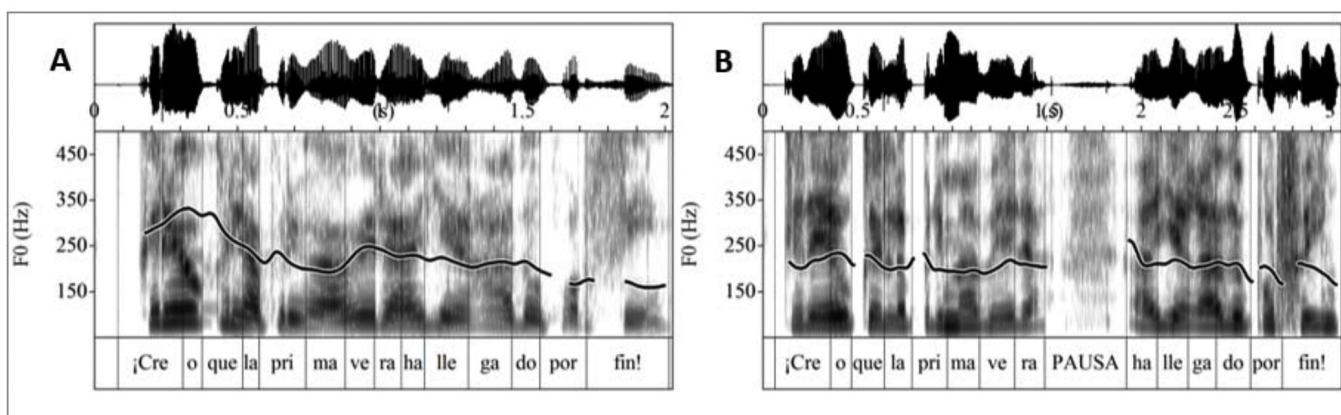 A
B
0 0.5 1 (s) 1.5 2
0 0.5 1 (s) 2 2.5
F0 (Hz)
450
350
250
150
F0 (Hz)
450
350
250
150
¡Cre o que la pri ma ve ra ha lle ga do por fin!
¡Cre o que la pri ma ve ra PAUSA ha lle ga do por fin!